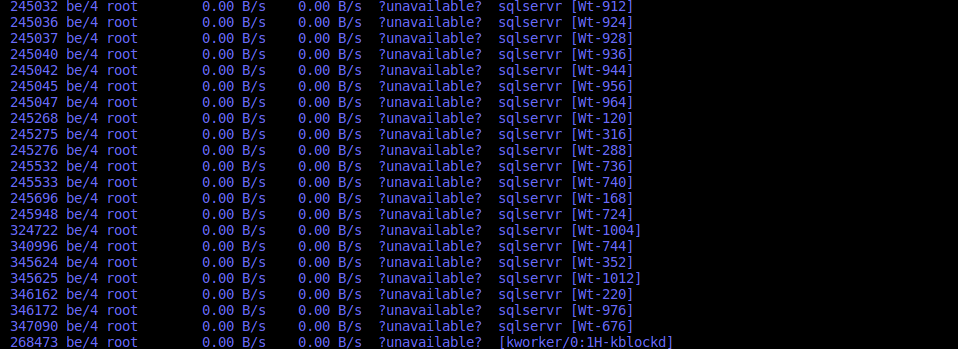 245032 be/4 root        0.00 B/s    0.00 B/s  ?unavailable?  sqlservr [Wt-912]
245036 be/4 root        0.00 B/s    0.00 B/s  ?unavailable?  sqlservr [Wt-924]
245037 be/4 root        0.00 B/s    0.00 B/s  ?unavailable?  sqlservr [Wt-928]
245040 be/4 root        0.00 B/s    0.00 B/s  ?unavailable?  sqlservr [Wt-936]
245042 be/4 root        0.00 B/s    0.00 B/s  ?unavailable?  sqlservr [Wt-944]
245045 be/4 root        0.00 B/s    0.00 B/s  ?unavailable?  sqlservr [Wt-956]
245047 be/4 root        0.00 B/s    0.00 B/s  ?unavailable?  sqlservr [Wt-964]
245268 be/4 root        0.00 B/s    0.00 B/s  ?unavailable?  sqlservr [Wt-120]
245275 be/4 root        0.00 B/s    0.00 B/s  ?unavailable?  sqlservr [Wt-316]
245276 be/4 root        0.00 B/s    0.00 B/s  ?unavailable?  sqlservr [Wt-288]
245532 be/4 root        0.00 B/s    0.00 B/s  ?unavailable?  sqlservr [Wt-736]
245533 be/4 root        0.00 B/s    0.00 B/s  ?unavailable?  sqlservr [Wt-740]
245696 be/4 root        0.00 B/s    0.00 B/s  ?unavailable?  sqlservr [Wt-168]
245948 be/4 root        0.00 B/s    0.00 B/s  ?unavailable?  sqlservr [Wt-724]
324722 be/4 root        0.00 B/s    0.00 B/s  ?unavailable?  sqlservr [Wt-1004]
340996 be/4 root        0.00 B/s    0.00 B/s  ?unavailable?  sqlservr [Wt-744]
345624 be/4 root        0.00 B/s    0.00 B/s  ?unavailable?  sqlservr [Wt-352]
345625 be/4 root        0.00 B/s    0.00 B/s  ?unavailable?  sqlservr [Wt-1012]
346162 be/4 root        0.00 B/s    0.00 B/s  ?unavailable?  sqlservr [Wt-220]
346172 be/4 root        0.00 B/s    0.00 B/s  ?unavailable?  sqlservr [Wt-976]
347090 be/4 root        0.00 B/s    0.00 B/s  ?unavailable?  sqlservr [Wt-676]
268473 be/4 root        0.00 B/s    0.00 B/s  ?unavailable?  [kworker/0:1H-kblockd]